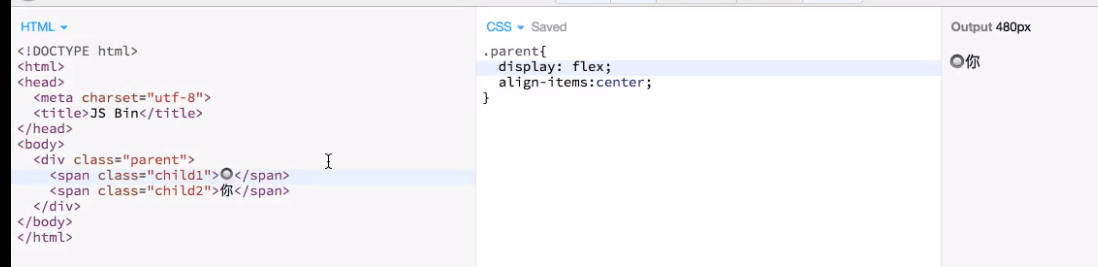 HTML
<!DOCTYPE html>
<html>
<head>
<meta charset="utf-8">
<title>JS Bin</title>
</head>
<body>
<div class="parent">
<span class="child1">🔘</span>
<span class="child2">你</span>
</div>
</body>
</html>
CSS Saved
.parent{
display: flex;
align-items:center;
}
Output 480px
🔘你